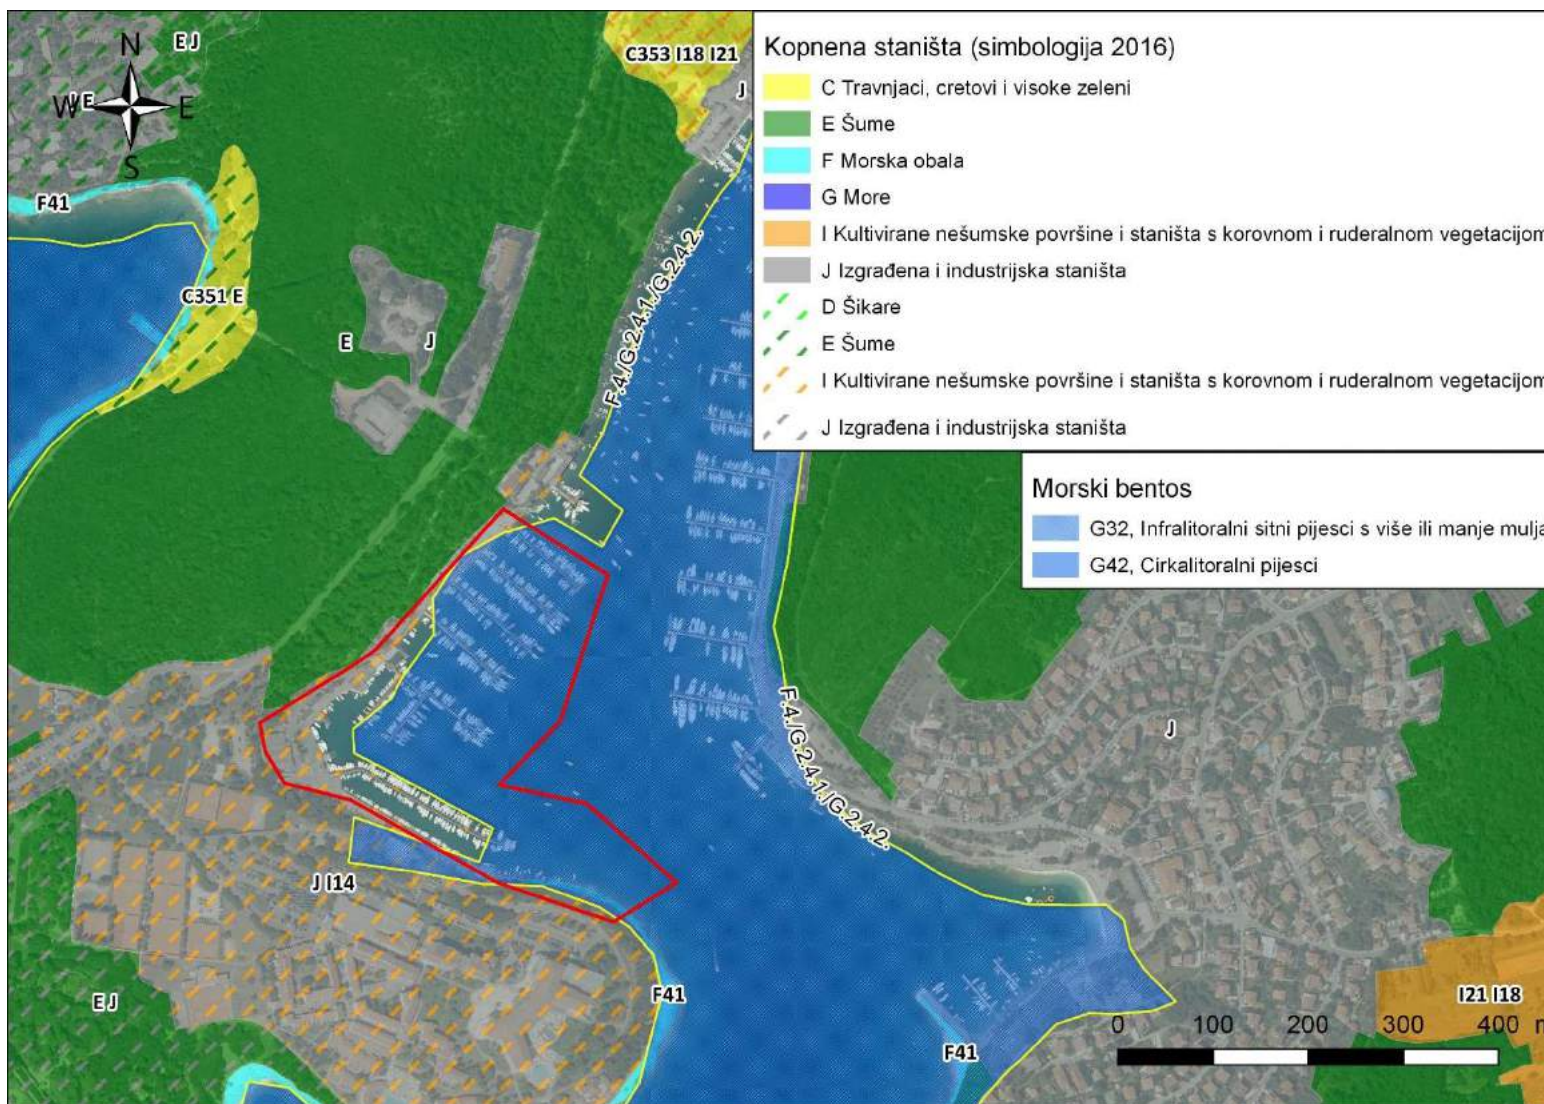 N
W
E
S
E J
J E
C353 I18 I21
J
F41
C351 E
E
J
F.4./G.2.4.1./G.2.4.2.
F.4./G.2.4.1./G.2.4.2.
J
J I14
E J
F41
F41
I21 I18
Kopnena staništa (simbologija 2016)
C Travnjaci, cretovi i visoke zeleni
E Šume
F Morska obala
G More
I Kultivirane nešumske površine i staništa s korovnom i ruderalnom vegetacijom
J Izgrađena i industrijska staništa
D Šikare
E Šume
I Kultivirane nešumske površine i staništa s korovnom i ruderalnom vegetacijom
J Izgrađena i industrijska staništa
Morski bentos
G32, Infralitoralni sitni pijesci s više ili manje mulja
G42, Cirkalitoralni pijesci
0 100 200 300 400 m